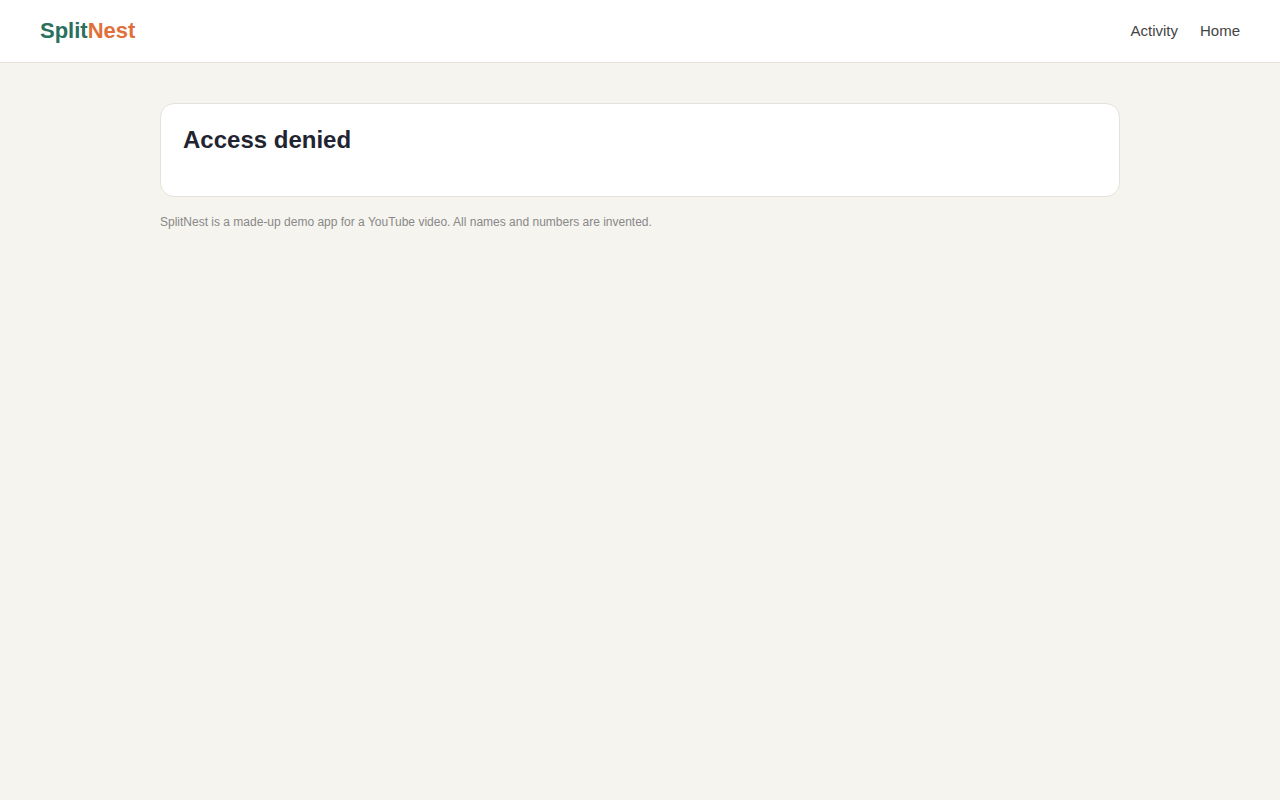 SplitNest
Activity Home
Access denied
SplitNest is a made-up demo app for a YouTube video. All names and numbers are invented.